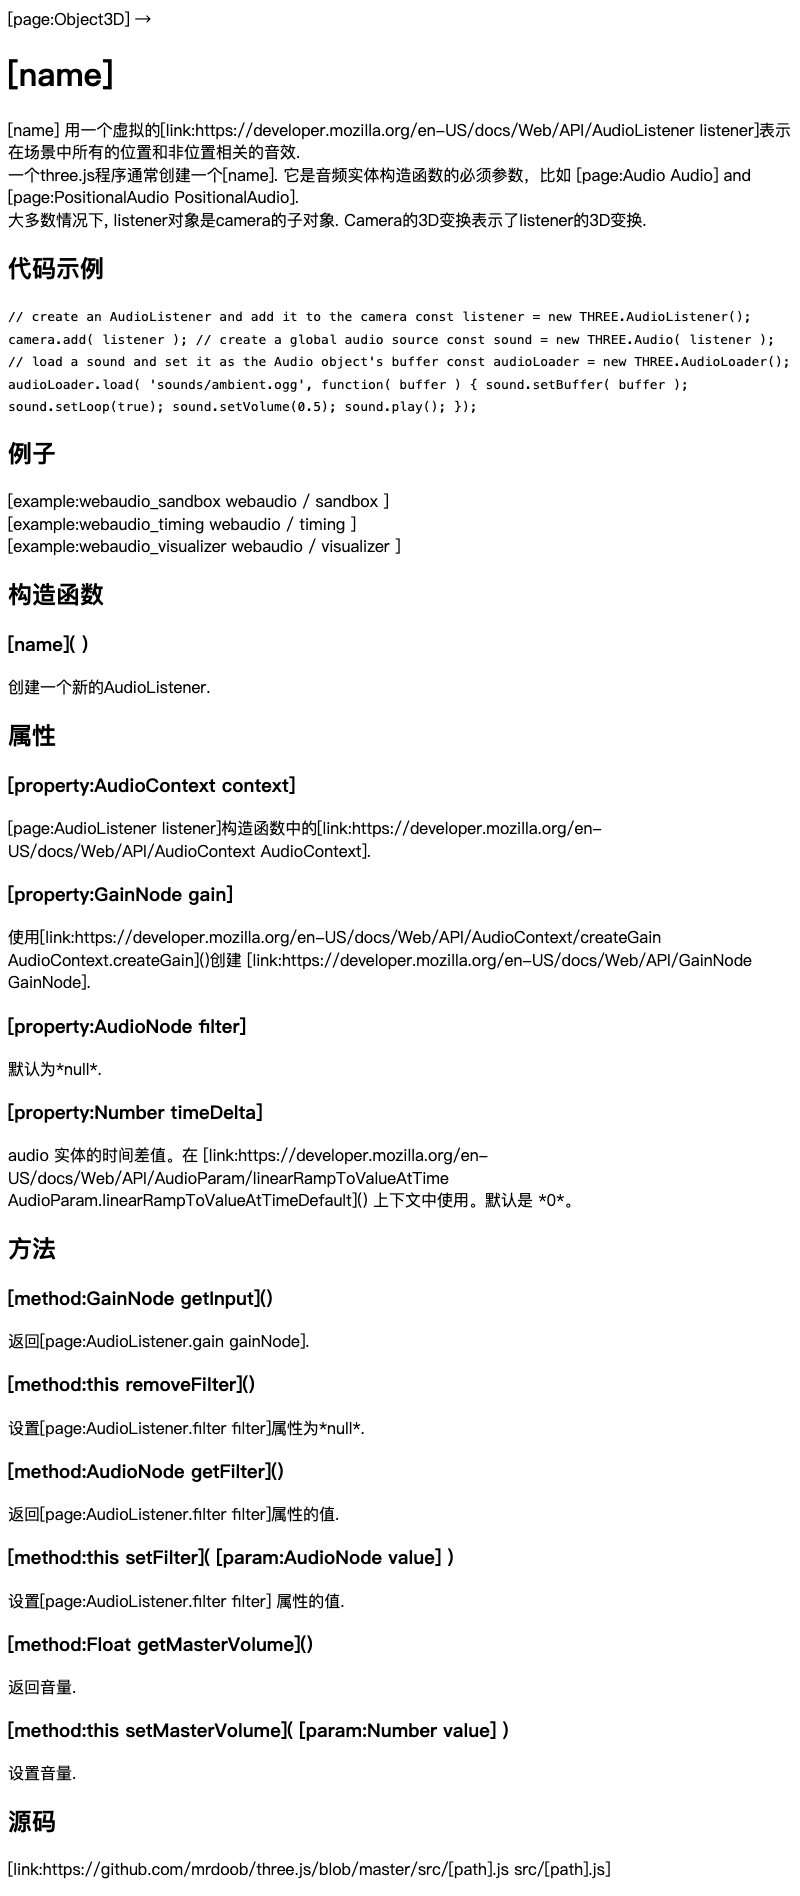 [page:Object3D] →
[name]
[name] 用一个虚拟的[link:https://developer.mozilla.org/en-US/docs/Web/API/AudioListener listener]表示
在场景中所有的位置和非位置相关的音效.
一个three.js程序通常创建一个[name]. 它是音频实体构造函数的必须参数，比如 [page:Audio Audio] and
[page:PositionalAudio PositionalAudio].
大多数情况下, listener对象是camera的子对象. Camera的3D变换表示了listener的3D变换.
代码示例
// create an AudioListener and add it to the camera const listener = new THREE.AudioListener();
camera.add( listener ); // create a global audio source const sound = new THREE.Audio( listener );
// load a sound and set it as the Audio object's buffer const audioLoader = new THREE.AudioLoader();
audioLoader.load( 'sounds/ambient.ogg', function( buffer ) { sound.setBuffer( buffer );
sound.setLoop(true); sound.setVolume(0.5); sound.play(); });
例子
[example:webaudio_sandbox webaudio / sandbox ]
[example:webaudio_timing webaudio / timing ]
[example:webaudio_visualizer webaudio / visualizer ]
构造函数
[name]( )
创建一个新的AudioListener.
属性
[property:AudioContext context]
[page:AudioListener listener]构造函数中的[link:https://developer.mozilla.org/en-
US/docs/Web/API/AudioContext AudioContext].
[property:GainNode gain]
使用[link:https://developer.mozilla.org/en-US/docs/Web/API/AudioContext/createGain
AudioContext.createGain]()创建 [link:https://developer.mozilla.org/en-US/docs/Web/API/GainNode
GainNode].
[property:AudioNode filter]
默认为*null*.
[property:Number timeDelta]
audio 实体的时间差值。在 [link:https://developer.mozilla.org/en-
US/docs/Web/API/AudioParam/linearRampToValueAtTime
AudioParam.linearRampToValueAtTimeDefault]() 上下文中使用。默认是 *0*。
方法
[method:GainNode getInput]()
返回[page:AudioListener.gain gainNode].
[method:this removeFilter]()
设置[page:AudioListener.filter filter]属性为*null*.
[method:AudioNode getFilter]()
返回[page:AudioListener.filter filter]属性的值.
[method:this setFilter]( [param:AudioNode value] )
设置[page:AudioListener.filter filter] 属性的值.
[method:Float getMasterVolume]()
返回音量.
[method:this setMasterVolume]( [param:Number value] )
设置音量.
源码
[link:https://github.com/mrdoob/three.js/blob/master/src/[path].js src/[path].js]